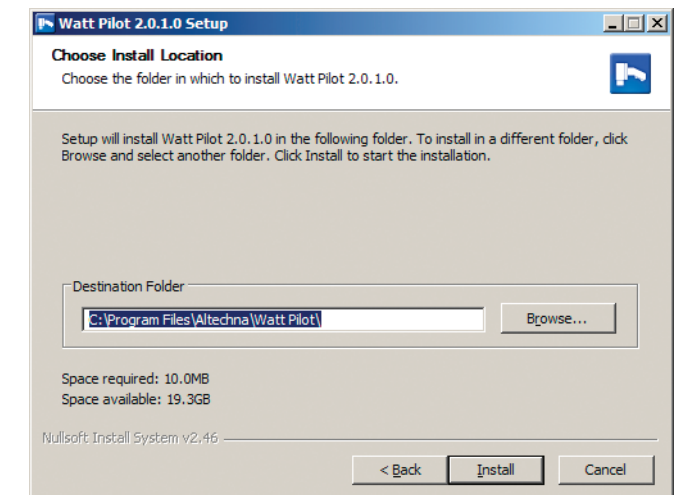 Watt Pilot 2.0.1.0 Setup
Choose Install Location
Choose the folder in which to install Watt Pilot 2.0.1.0.
Setup will install Watt Pilot 2.0.1.0 in the following folder. To install in a different folder, click
Browse and select another folder. Click Install to start the installation.
Destination Folder
C:\Program Files\Altechna\Watt Pilot\
Browse...
Space required: 10.0MB
Space available: 19.3GB
Nullsoft Install System v2.46
< Back
Install
Cancel